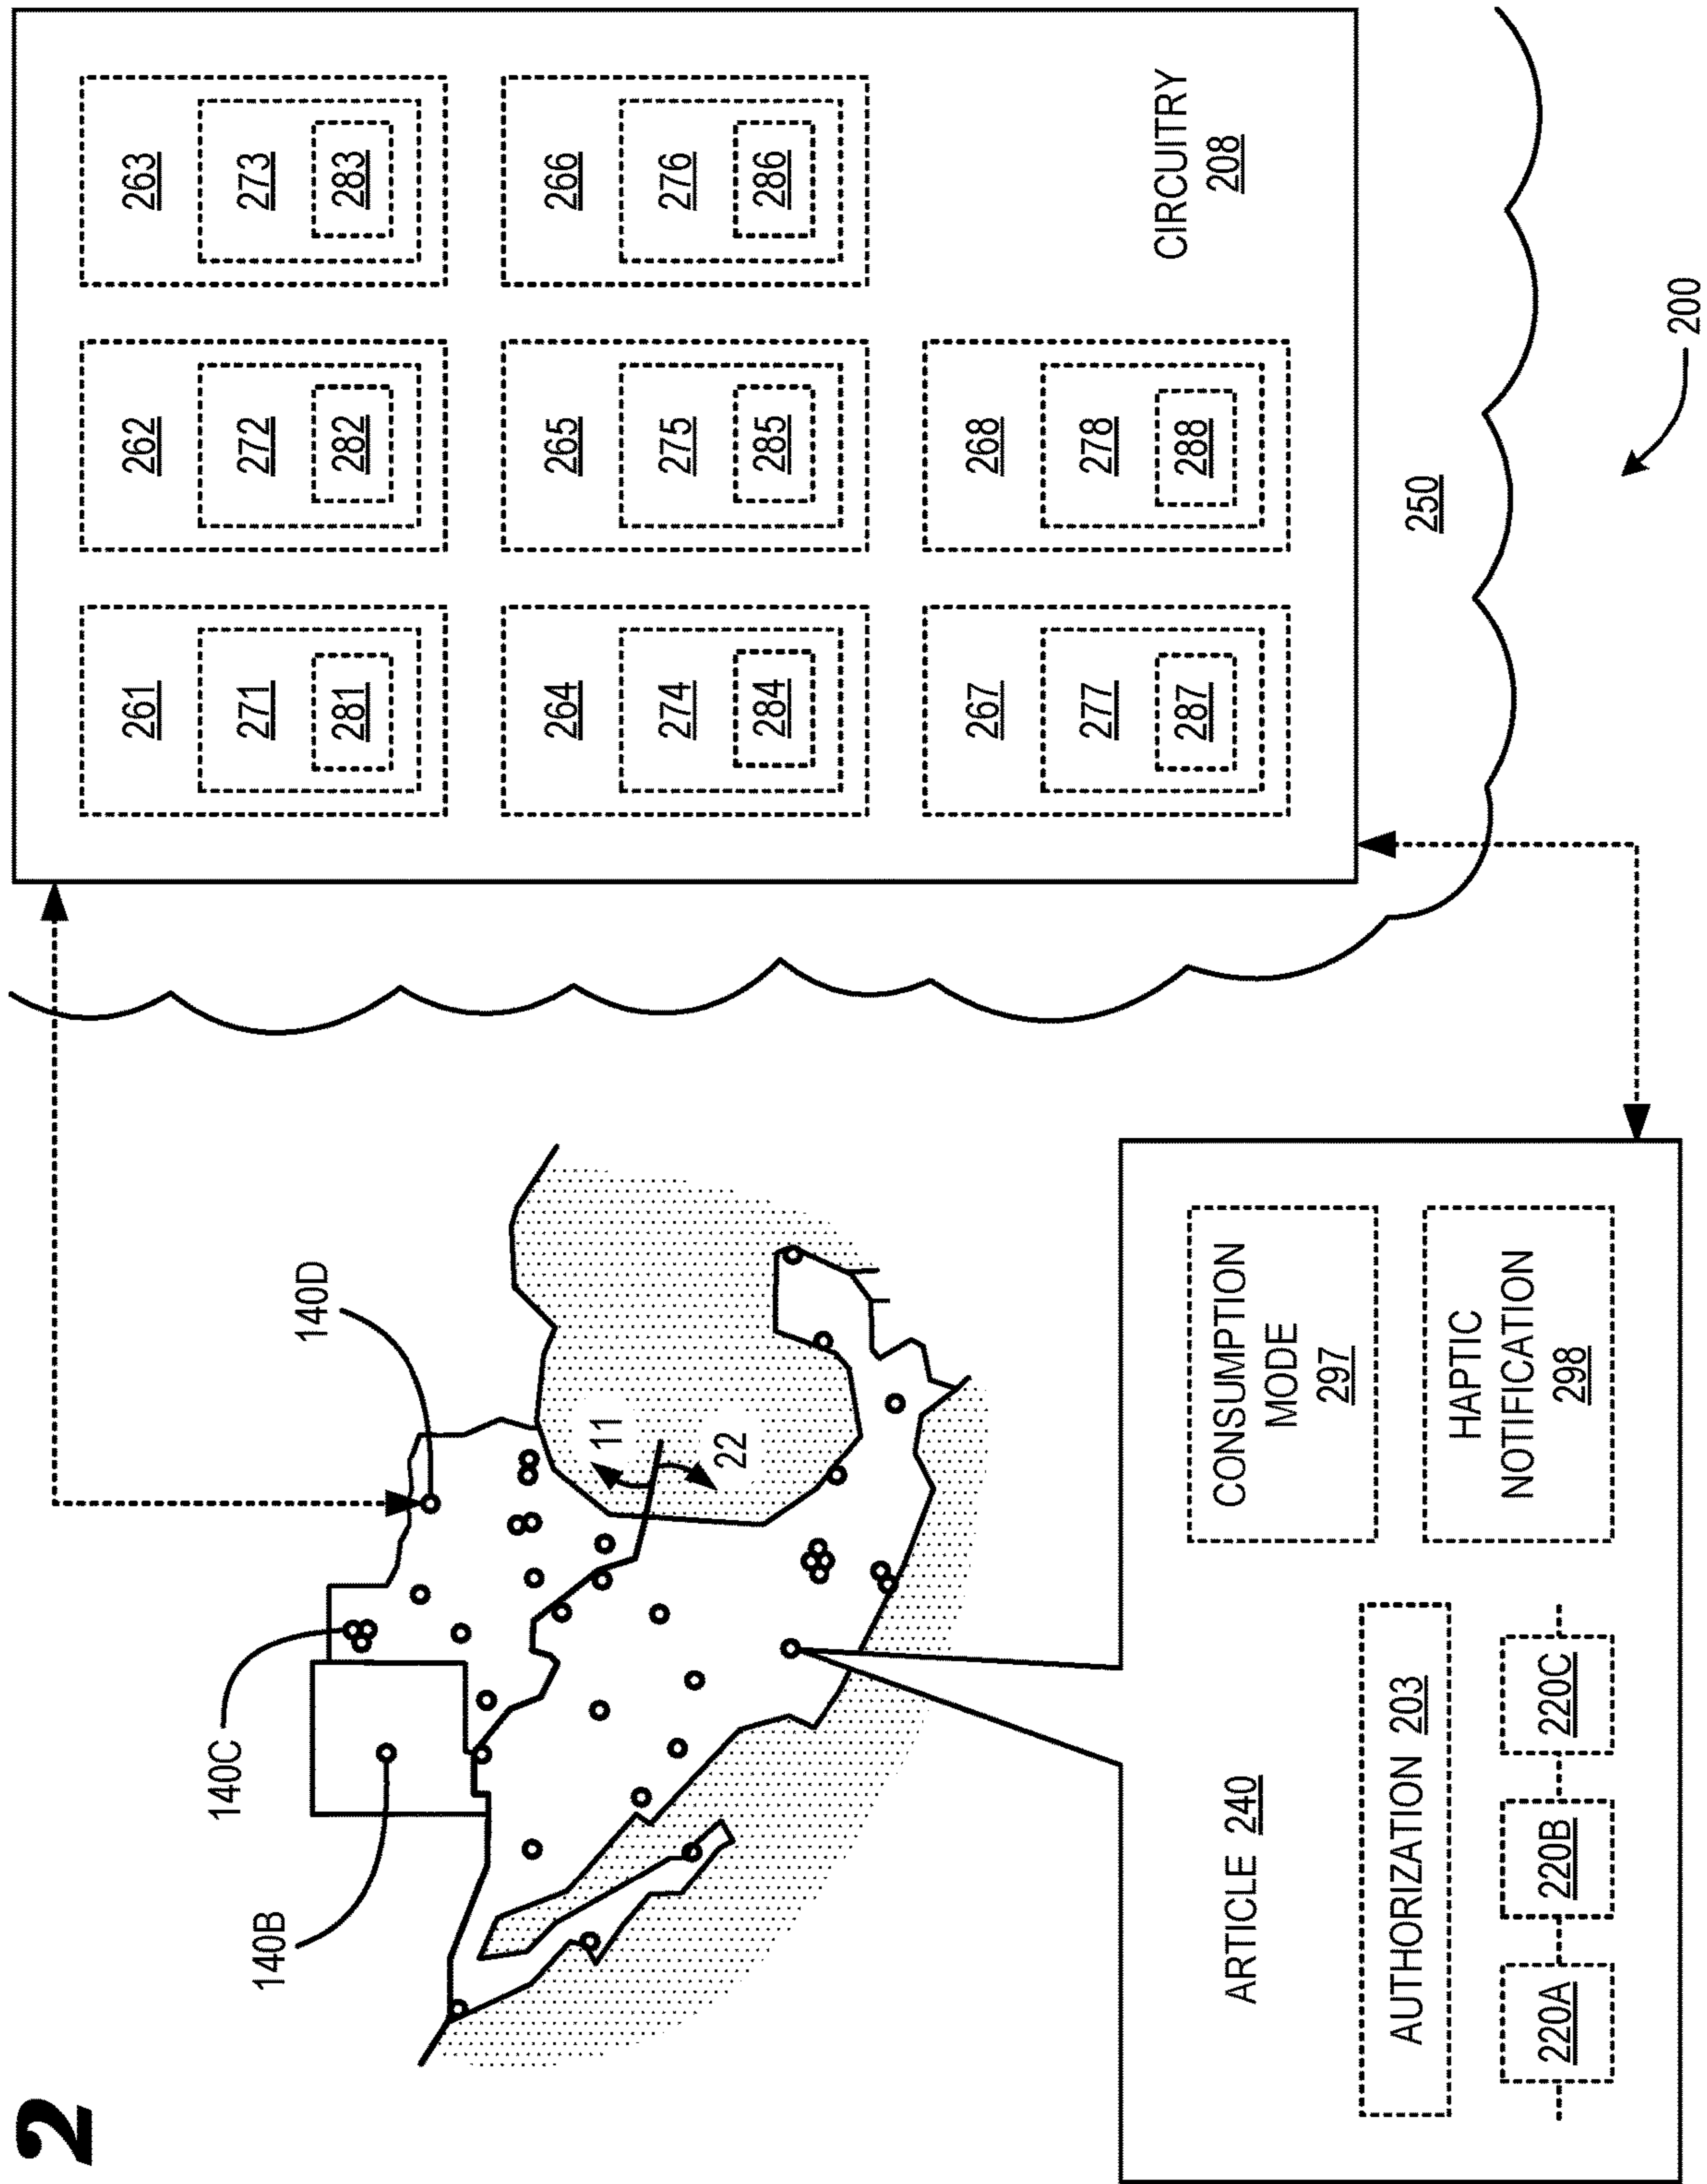 2
140B
140C
140D
11
22
ARTICLE 240
AUTHORIZATION 203
220A
220B
220C
CONSUMPTION
MODE
297
HAPTIC
NOTIFICATION
298
261
271
281
262
272
282
263
273
283
264
274
284
265
275
285
266
276
286
267
277
287
268
278
288
CIRCUITRY
208
250
200